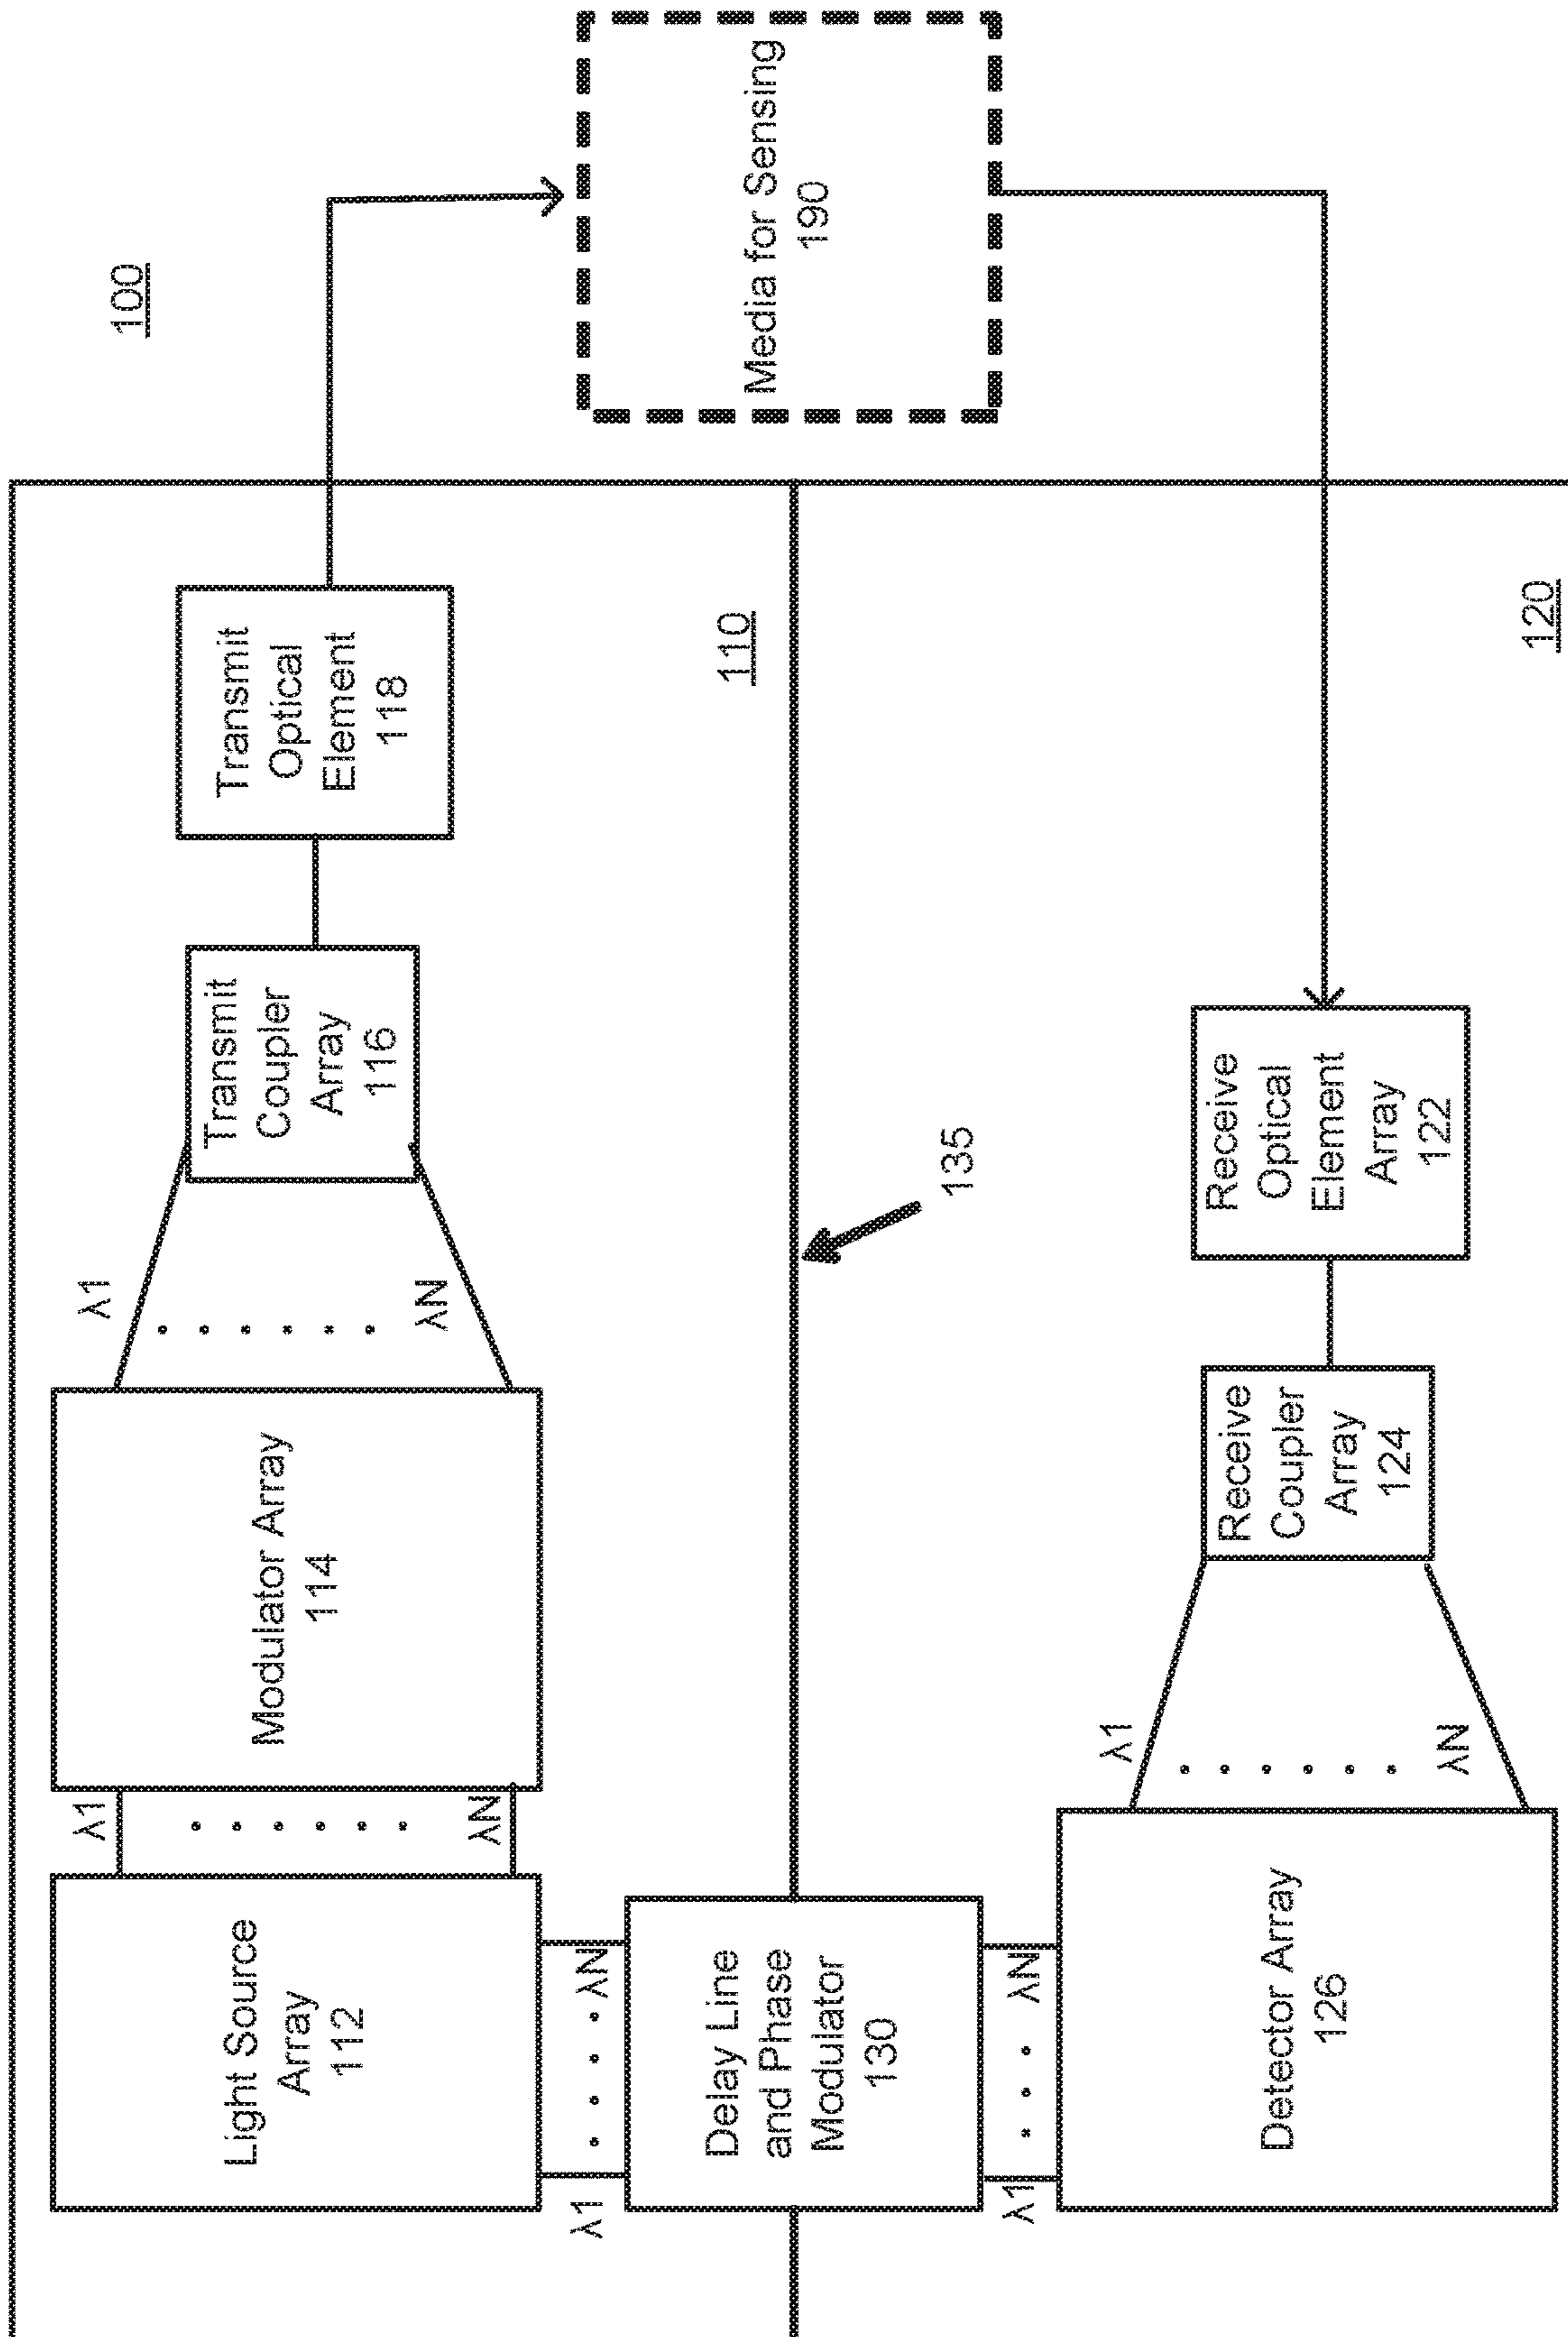 100
Light Source
Array
112
λ1
λN
Modulator Array
114
λ1
λN
Transmit
Coupler
Array
116
Transmit
Optical
Element
118
110
Media for Sensing
190
λ1
λN
Delay Line
and Phase
Modulator
130
135
λ1
λN
Detector Array
126
λ1
λN
Receive
Coupler
Array
124
Receive
Optical
Element
Array
122
120